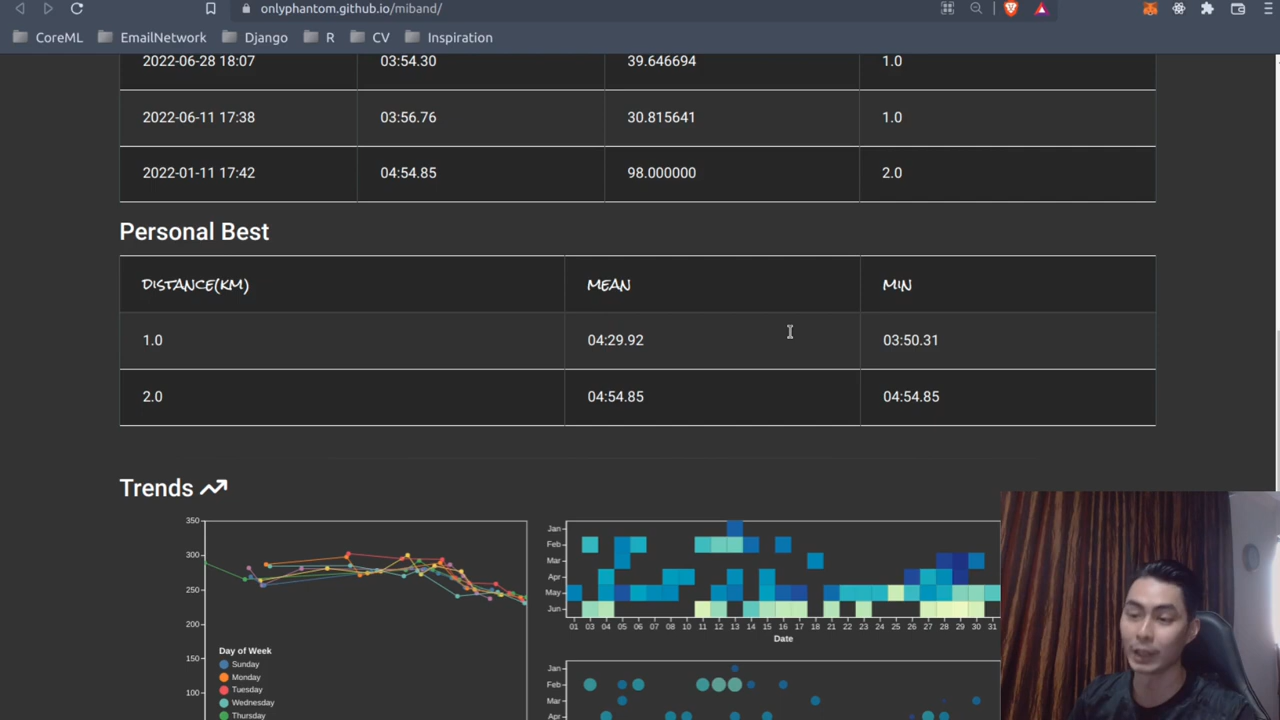 onlyphantom.github.io/miband/
CoreML EmailNetwork Django R CV Inspiration
2022-06-28 18:07 03:54.30 39.646694 1.0
2022-06-11 17:38 03:56.76 30.815641 1.0
2022-01-11 17:42 04:54.85 98.000000 2.0
Personal Best
DISTANCE(KM) MEAN MIN
1.0 04:29.92 03:50.31
2.0 04:54.85 04:54.85
Trends
350
300
250
200
150
100
Day of Week
Sunday
Monday
Tuesday
Wednesday
Thursday
Jan
Feb
Mar
Apr
May
Jun
01 03 04 05 06 07 08 10 11 12 13 14 15 16 17 18 21 22 23 24 25 26 27 28 29 30 31
Date
Jan
Feb
Mar
Apr